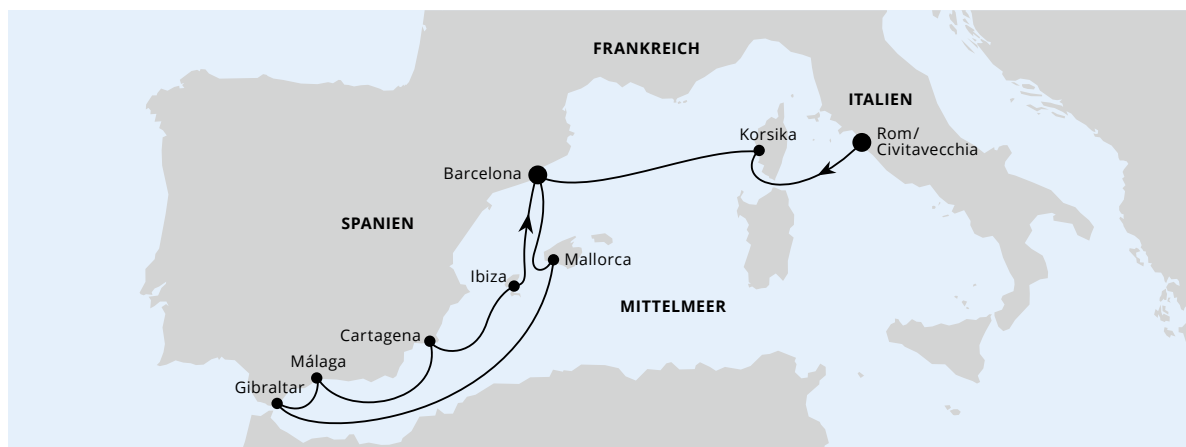 FRANKREICH
ITALIEN
Korsika
Rom/
Civitavecchia
Barcelona
SPANIEN
Mallorca
Ibiza
MITTELMEER
Cartagena
Málaga
Gibraltar